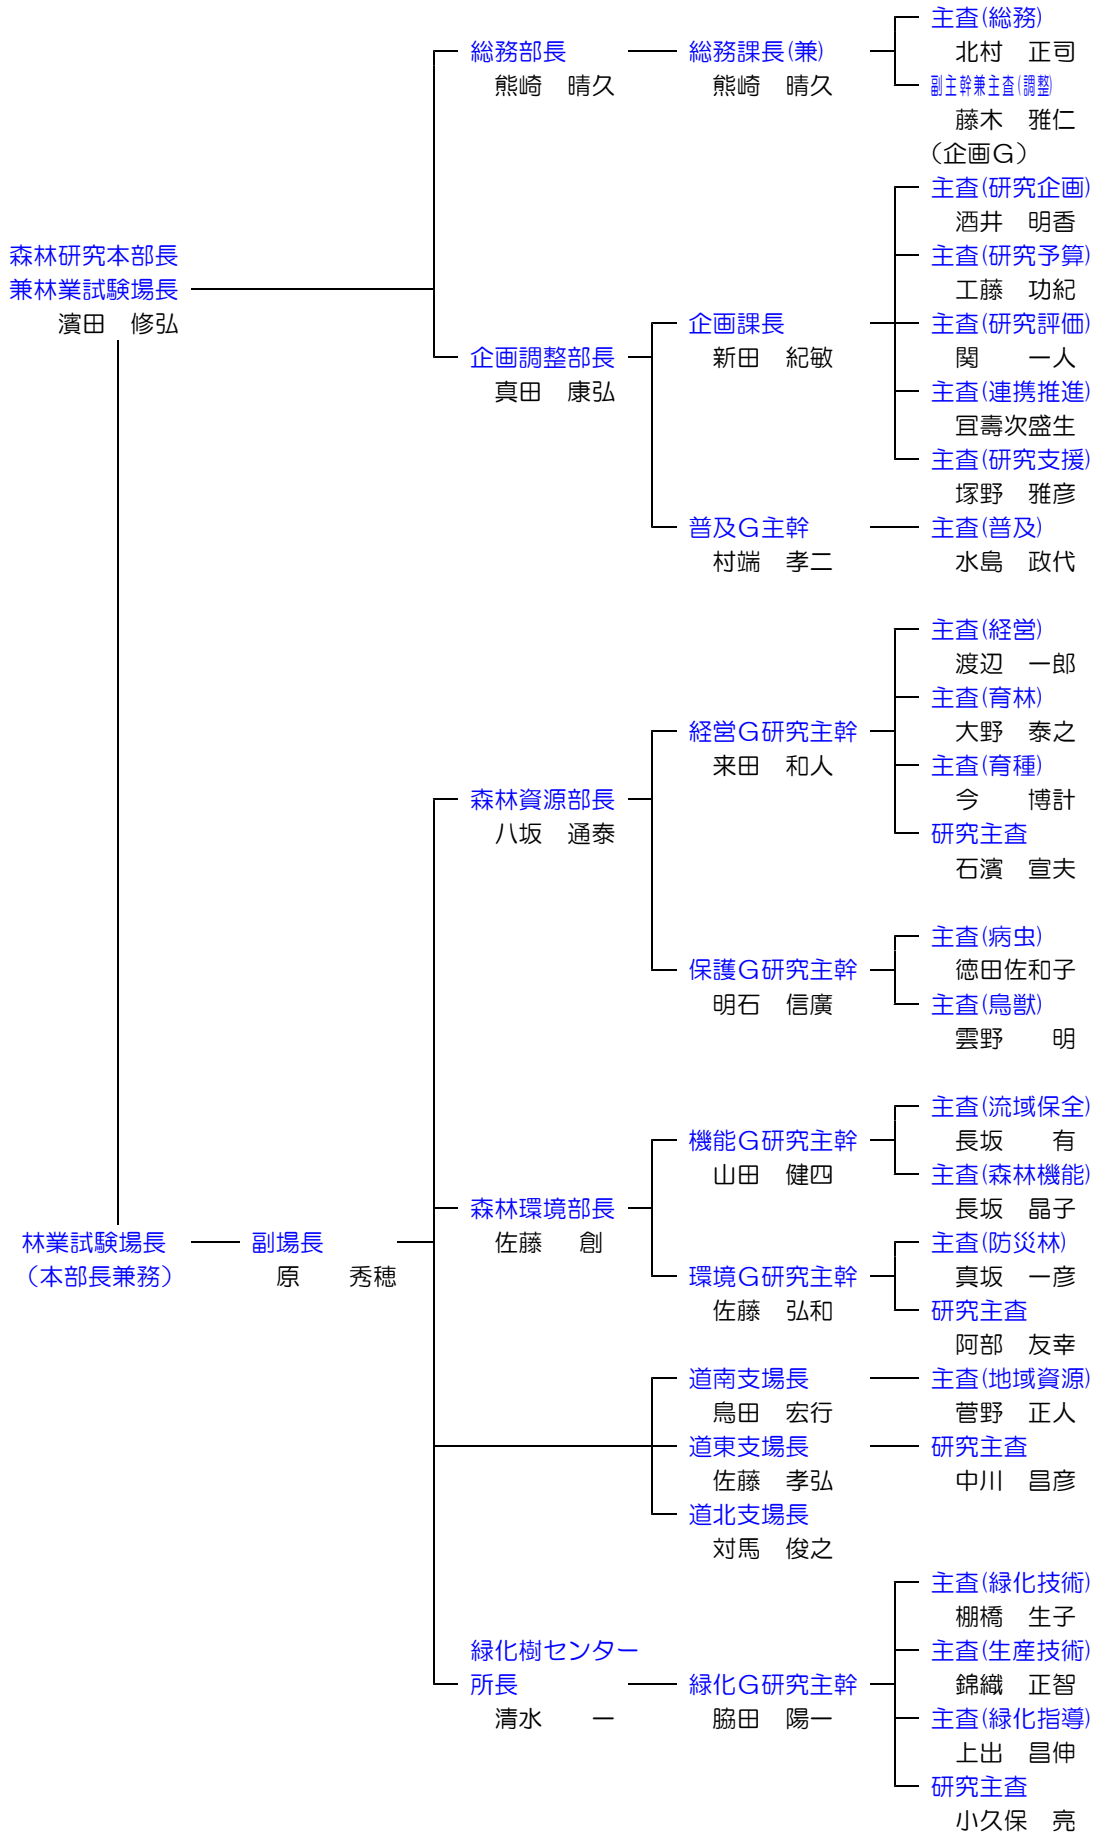 主査(総務)
総務部長 総務課長(兼) 北村 正司
熊崎 晴久 熊崎 晴久 副主幹兼主査(調整)
藤木 雅仁
(企画G)
主査(研究企画)
酒井 明香
森林研究本部長 主査(研究予算)
兼林業試験場長 工藤 功紀
濱田 修弘 企画課長 主査(研究評価)
企画調整部長 新田 紀敏 関 一人
真田 康弘 主査(連携推進)
冝壽次盛生
主査(研究支援)
塚野 雅彦
普及G主幹 主査(普及)
村端 孝二 水島 政代
主査(経営)
渡辺 一郎
主査(育林)
経営G研究主幹 大野 泰之
来田 和人 主査(育種)
森林資源部長 今 博計
八坂 通泰 研究主査
石濱 宣夫
主査(病虫)
保護G研究主幹 徳田佐和子
明石 信廣 主査(鳥獣)
雲野 明
主査(流域保全)
機能G研究主幹 長坂 有
山田 健四 主査(森林機能)
森林環境部長 長坂 晶子
林業試験場長 副場長 佐藤 創 主査(防災林)
(本部長兼務) 原 秀穂 環境G研究主幹 真坂 一彦
佐藤 弘和 研究主査
阿部 友幸
道南支場長 主査(地域資源)
鳥田 宏行 菅野 正人
道東支場長 研究主査
佐藤 孝弘 中川 昌彦
道北支場長
対馬 俊之
主査(緑化技術)
棚橋 生子
緑化樹センター 主査(生産技術)
所長 緑化G研究主幹 錦織 正智
清水 一 脇田 陽一 主査(緑化指導)
上出 昌伸
研究主査
小久保 亮